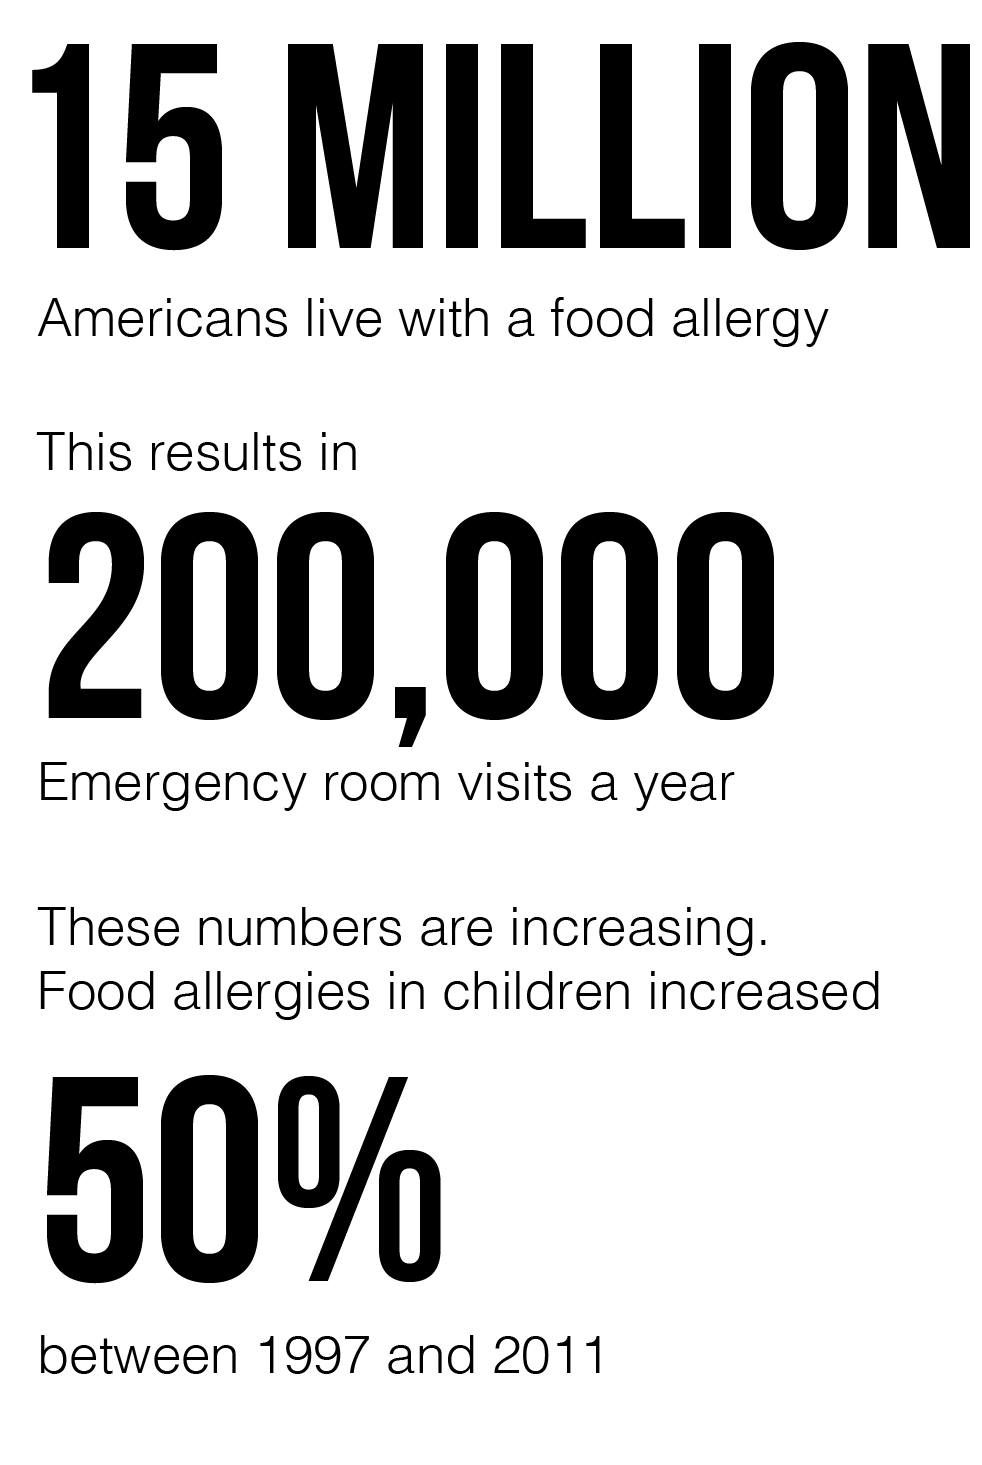 15 MILLION
Americans live with a food allergy
This results in
200,000
Emergency room visits a year
These numbers are increasing.
Food allergies in children increased
50%
between 1997 and 2011